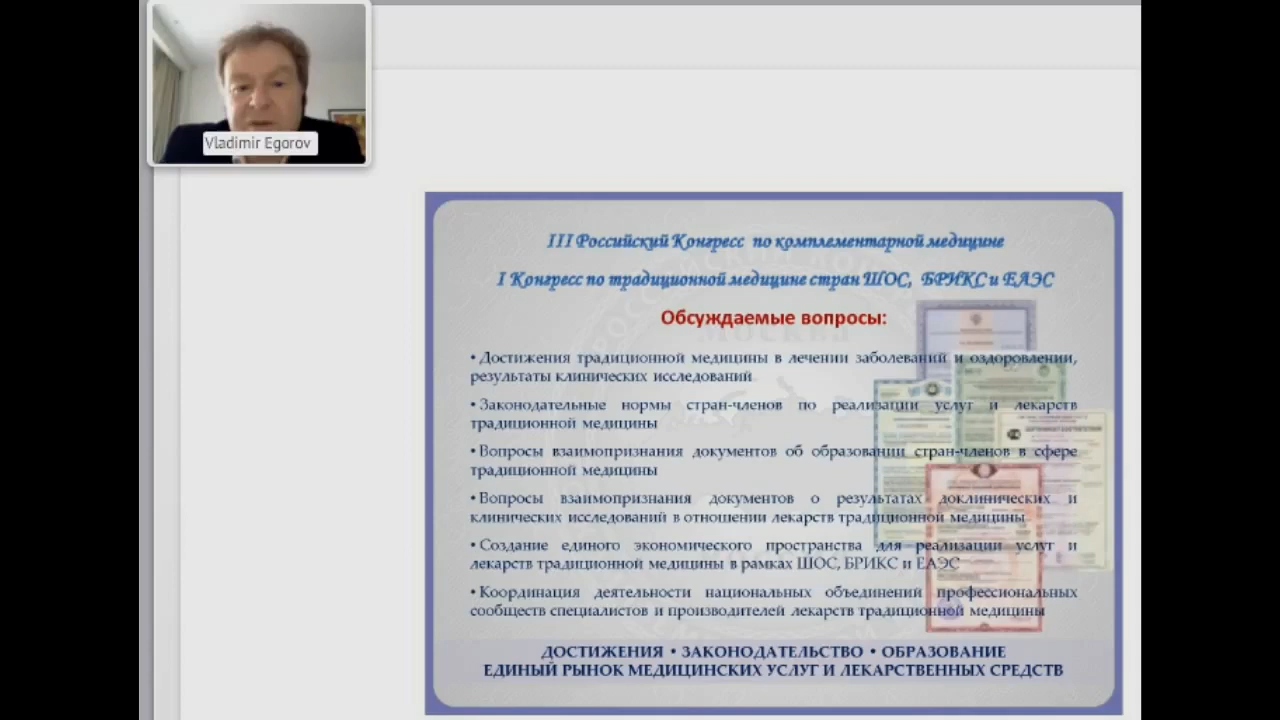 Vladimir Egorov
III Российский Конгресс по комплементарной медицине
I Конгресс по традиционной медицине стран ШОС, БРИКС и ЕАЭС
Обсуждаемые вопросы:
• Достижения традиционной медицины в лечении заболеваний и оздоровлении,
результаты клинических исследований
• Законодательные нормы стран-членов по реализации услуг и лекарств
традиционной медицины
• Вопросы взаимопризнания документов об образовании стран-членов в сфере
традиционной медицины
• Вопросы взаимопризнания документов о результатах доклинических и
клинических исследований в отношении лекарств традиционной медицины
• Создание единого экономического пространства для реализации услуг и
лекарств традиционной медицины в рамках ШОС, БРИКС и ЕАЭС
• Координация деятельности национальных объединений профессиональных
сообществ специалистов и производителей лекарств традиционной медицины
ДОСТИЖЕНИЯ • ЗАКОНОДАТЕЛЬСТВО • ОБРАЗОВАНИЕ
ЕДИНЫЙ РЫНОК МЕДИЦИНСКИХ УСЛУГ И ЛЕКАРСТВЕННЫХ СРЕДСТВ